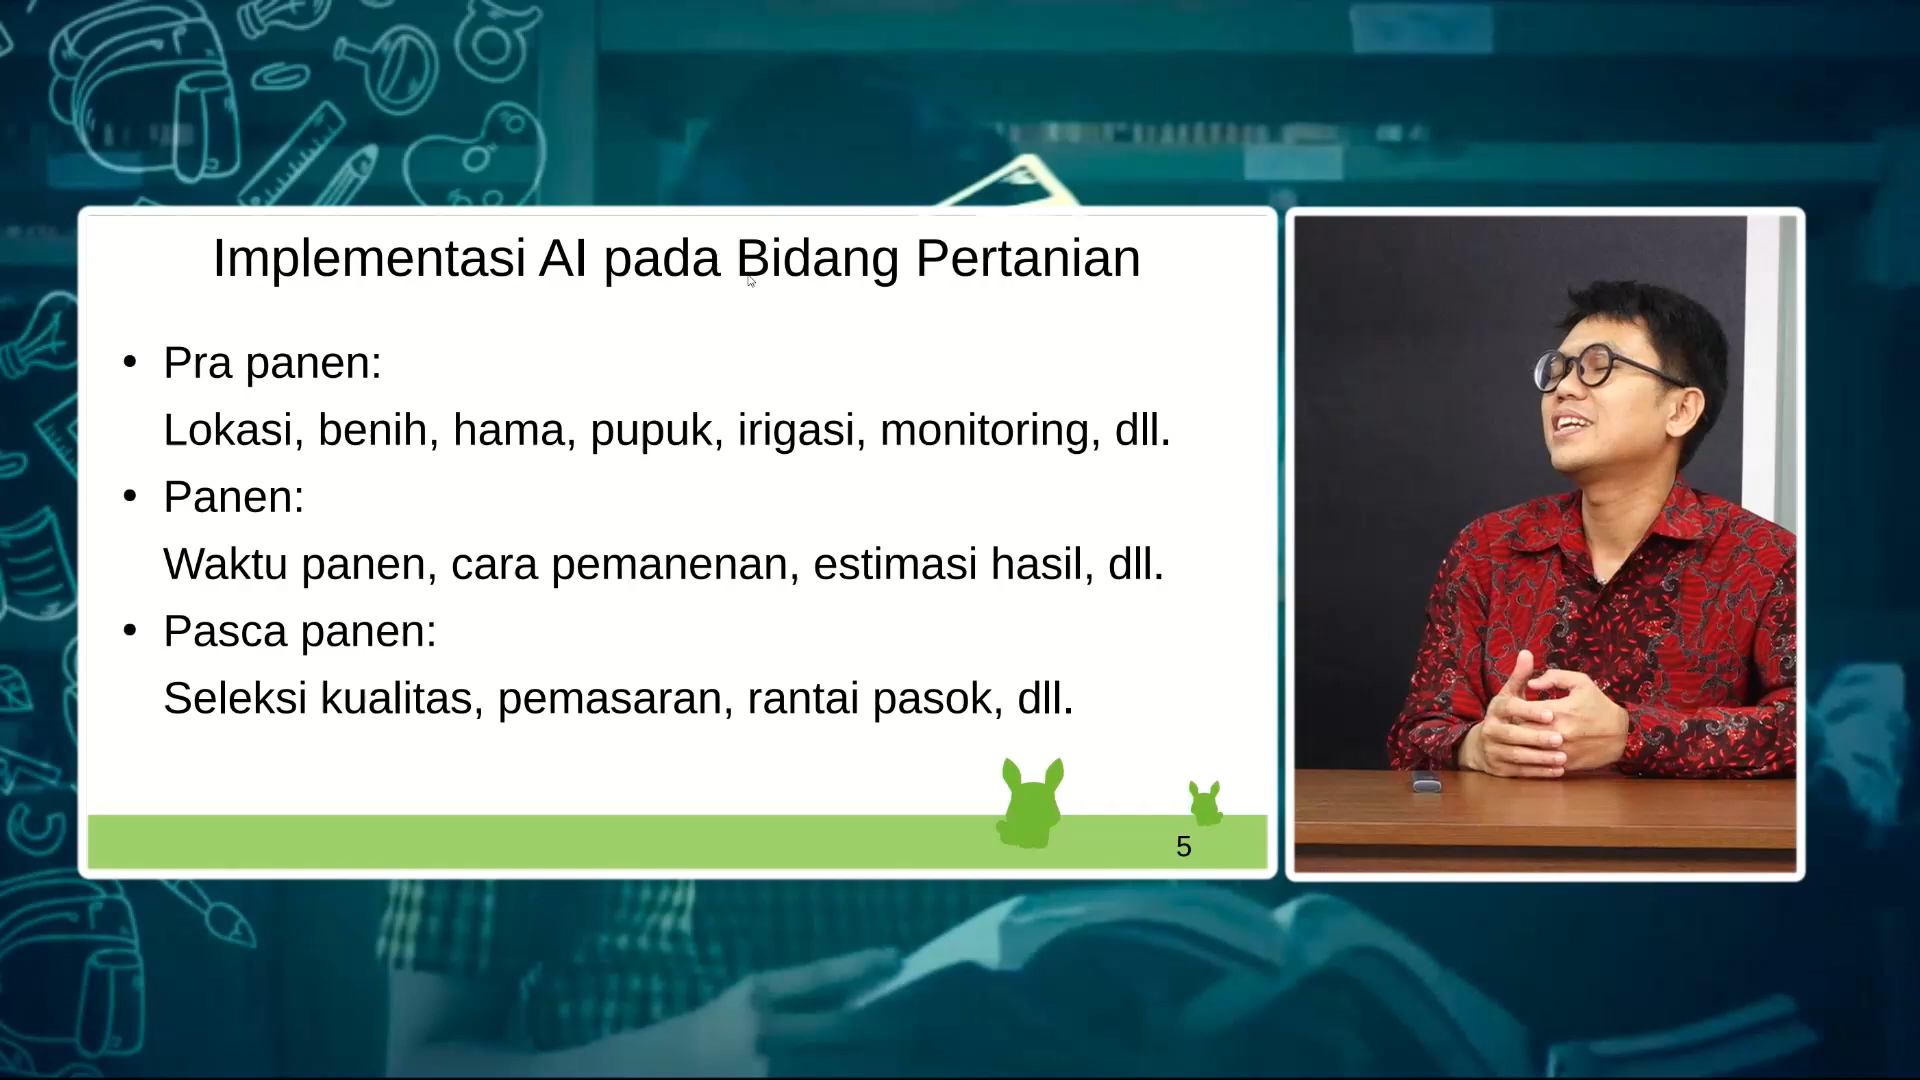 Implementasi AI pada Bidang Pertanian
• Pra panen:
Lokasi, benih, hama, pupuk, irigasi, monitoring, dll.
• Panen:
Waktu panen, cara pemanenan, estimasi hasil, dll.
• Pasca panen:
Seleksi kualitas, pemasaran, rantai pasok, dll.
5